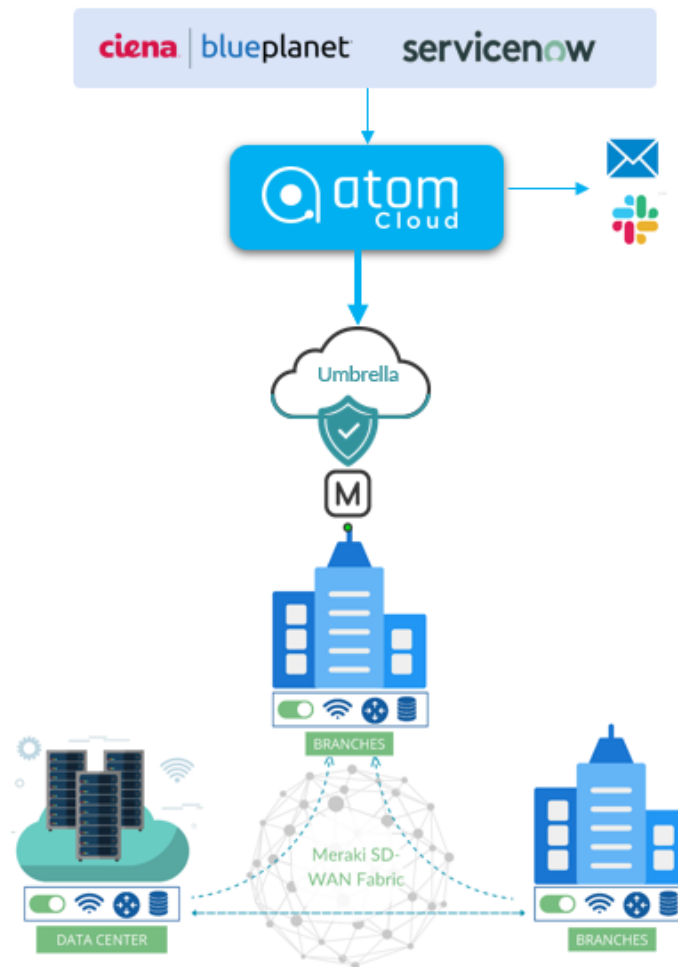 ciena | blueplanet servicenow
atom
Cloud
Umbrella
M
BRANCHES
Meraki SD-
WAN Fabric
DATA CENTER
BRANCHES